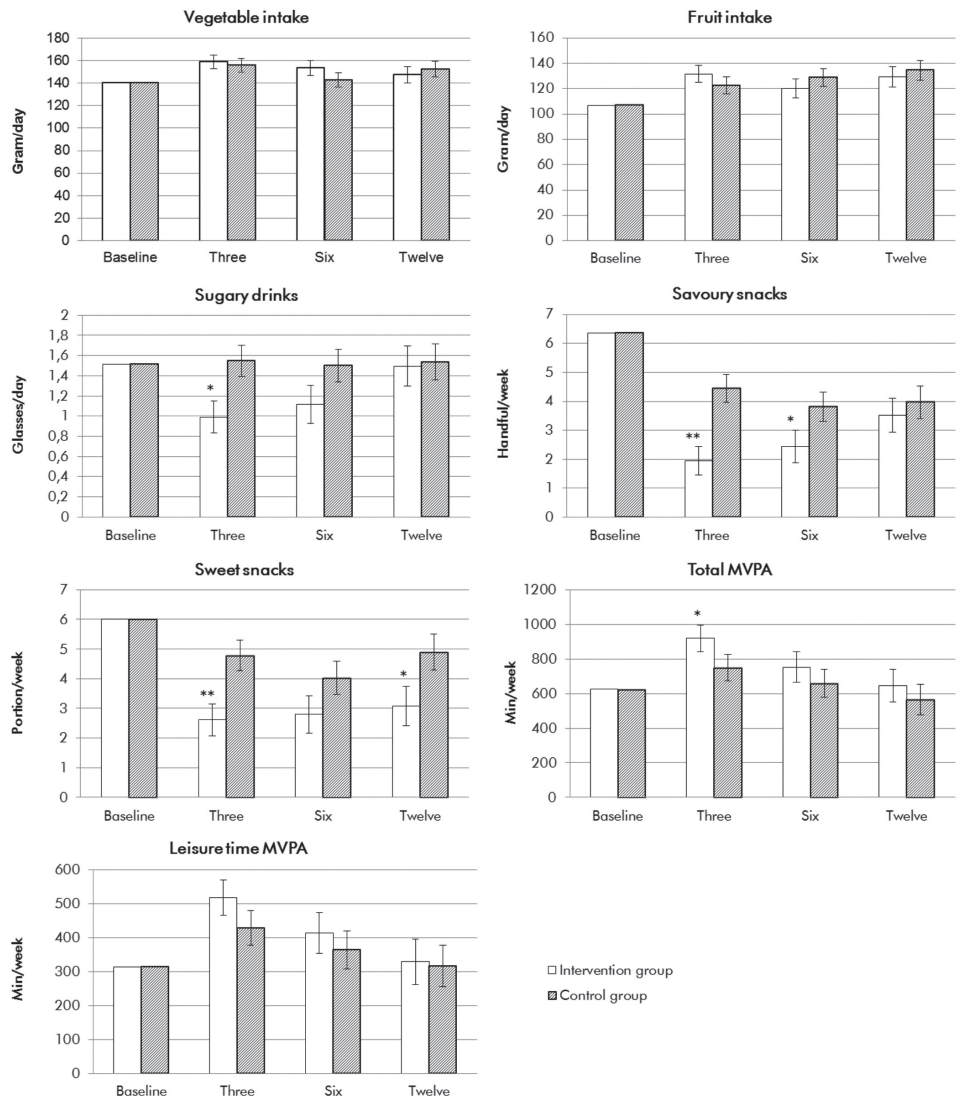 Vegetable intake
Gram/day
180
160
140
120
100
80
60
40
20
0
Baseline Three Six Twelve
Fruit intake
Gram/day
160
140
120
100
80
60
40
20
0
Baseline Three Six Twelve
Sugary drinks
Glasses/day
2
1,8
1,6
1,4
1,2
1
0,8
0,6
0,4
0,2
0
*
Baseline Three Six Twelve
Savoury snacks
Handful/week
7
6
5
4
3
2
1
0
** *
Baseline Three Six Twelve
Sweet snacks
Portion/week
7
6
5
4
3
2
1
0
** *
Baseline Three Six Twelve
Total MVPA
Min/week
1200
1000
800
600
400
200
0
*
Baseline Three Six Twelve
Leisure time MVPA
Min/week
600
500
400
300
200
100
0
Baseline Three Six Twelve
Intervention group
Control group